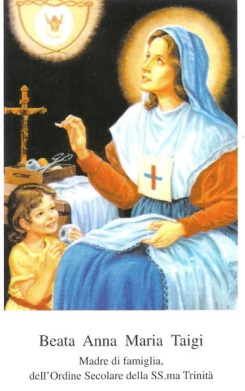 Beata Anna Maria Taigi
Madre di famiglia,
dell'Ordine Secolare della SS.ma Trinità